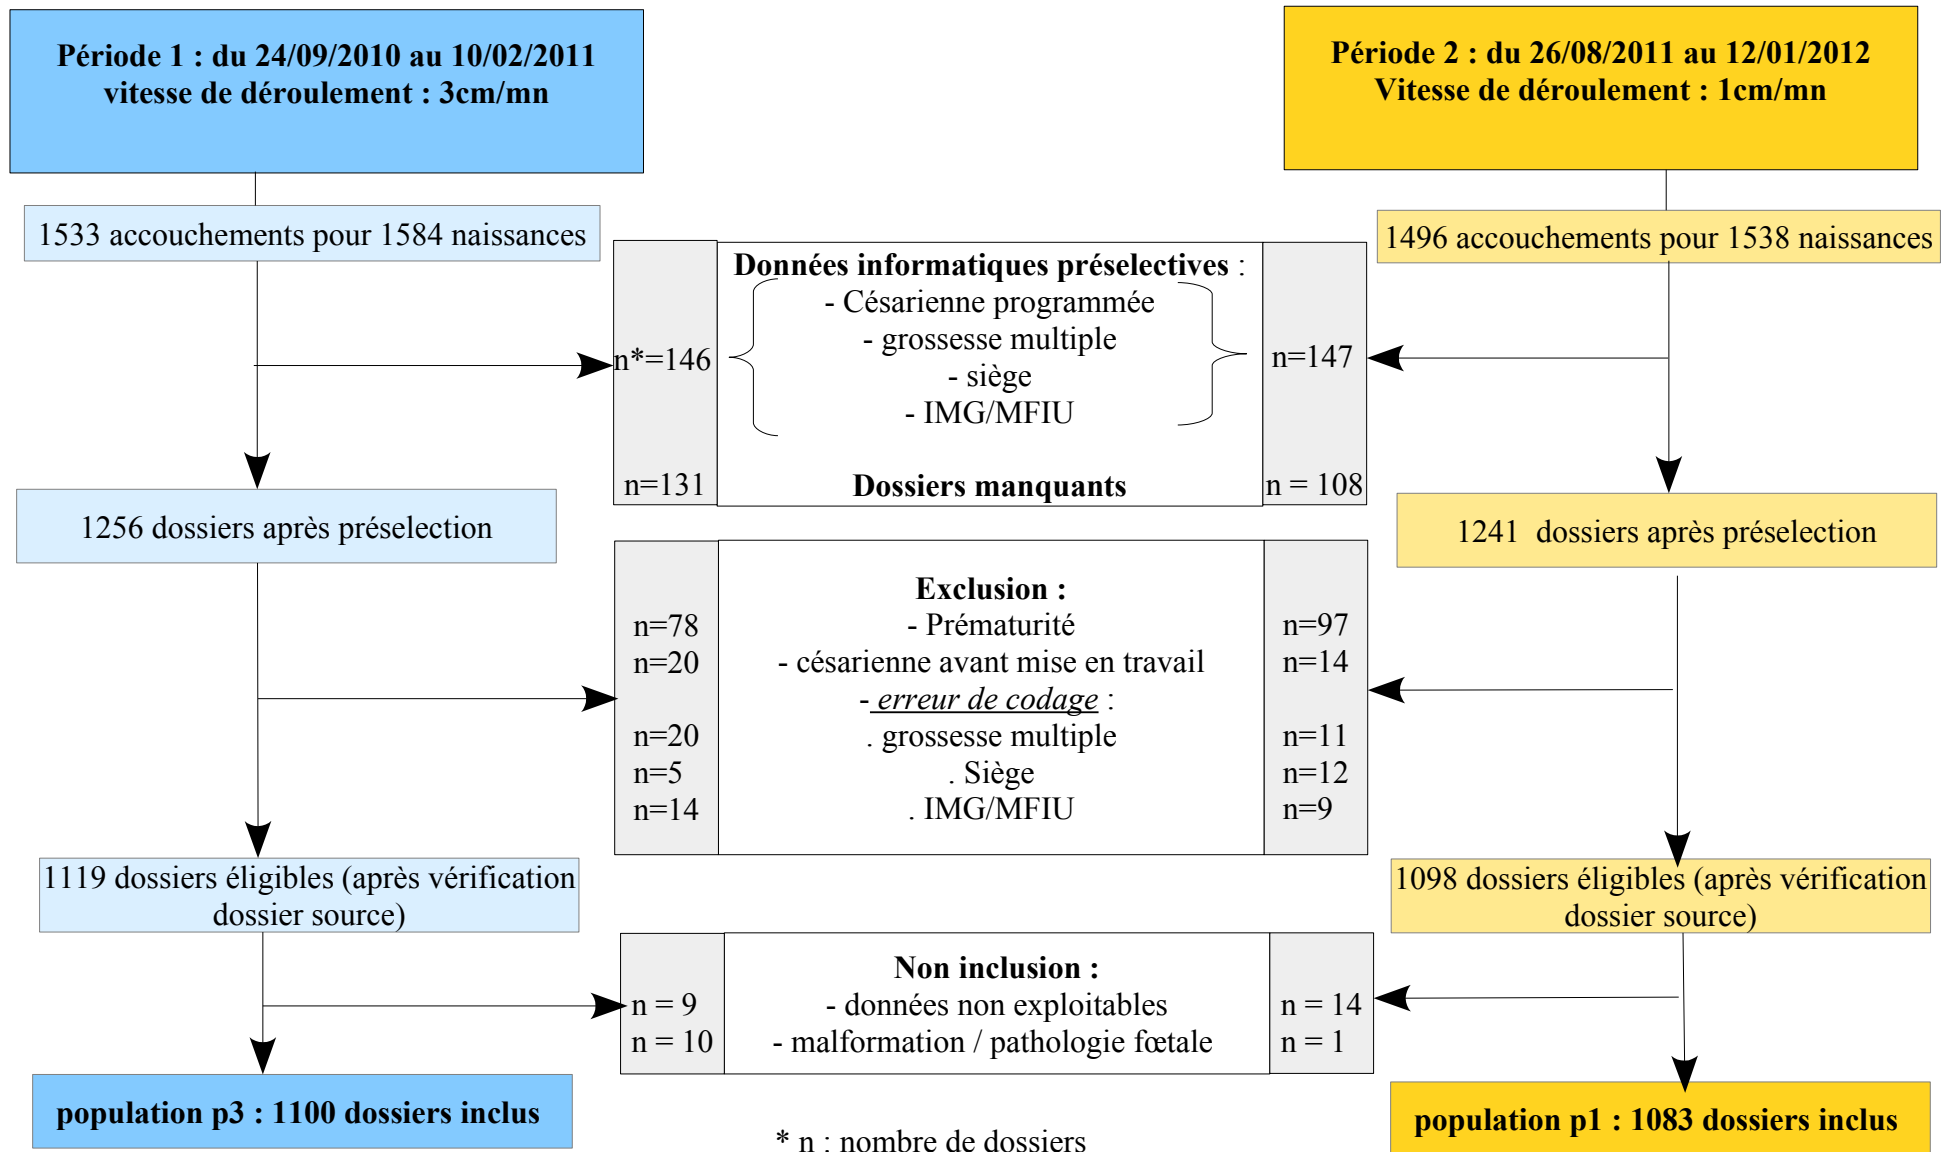 Période 1 : du 24/09/2010 au 10/02/2011
vitesse de déroulement : 3cm/mn
Période 2 : du 26/08/2011 au 12/01/2012
Vitesse de déroulement : 1cm/mn
1533 accouchements pour 1584 naissances
1496 accouchements pour 1538 naissances
Données informatiques préselectives :
- Césarienne programmée
- grossesse multiple
- siège
- IMG/MFIU
n*=146
n=147
n=131
Dossiers manquants
n = 108
1256 dossiers après préselection
1241 dossiers après préselection
Exclusion :
n=78
- Prématurité
n=97
n=20
- césarienne avant mise en travail
n=14
- erreur de codage :
n=20
. grossesse multiple
n=11
n=5
. Siège
n=12
n=14
. IMG/MFIU
n=9
1119 dossiers éligibles (après vérification
dossier source)
1098 dossiers éligibles (après vérification
dossier source)
Non inclusion :
n = 9
- données non exploitables
n = 14
n = 10
- malformation / pathologie fœtale
n = 1
population p3 : 1100 dossiers inclus
population p1 : 1083 dossiers inclus
* n : nombre de dossiers